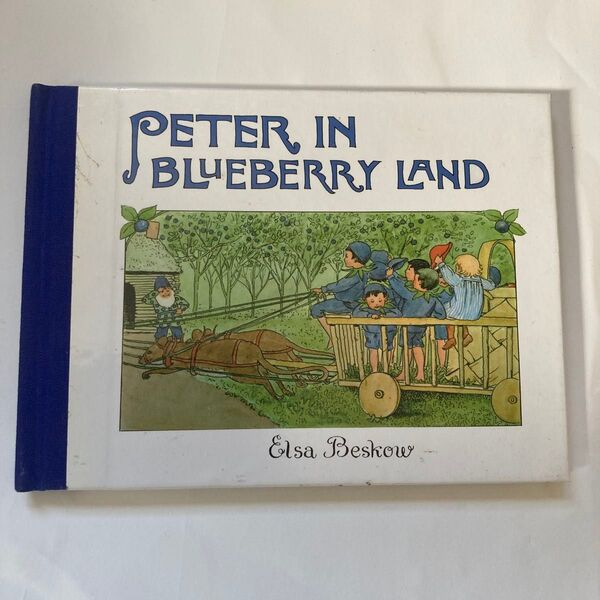 PETER IN
BLUEBERRY LAND
Elsa Beskow